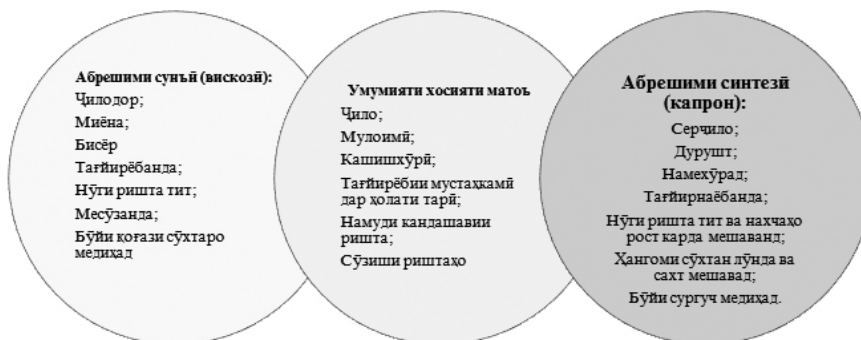 Абрешими сунъӣ (вискозӣ):
Ҷилодор;
Миёна;
Бисёр
Тағйирёбанда;
Нӯги ришта тит;
Месӯзанда;
Бӯйи қоғази сӯхтаро
медиҳад
Умумияти хосияти матоъ
Ҷило;
Мулоимӣ;
Кашишхӯрӣ;
Тағйирёбии мустаҳкамӣ
дар ҳолати тарӣ;
Намуди кандашавии
ришта;
Сӯзиши риштаҳо
Абрешими синтезӣ
(капрон):
Серҷило;
Дурушт;
Намехӯрад;
Тағйирнаёбанда;
Нӯги ришта тит ва нахчаҳо
рост карда мешаванд;
Ҳангоми сӯхтан лӯнда ва
сахт мешавад;
Бӯйи сургуч медиҳад.